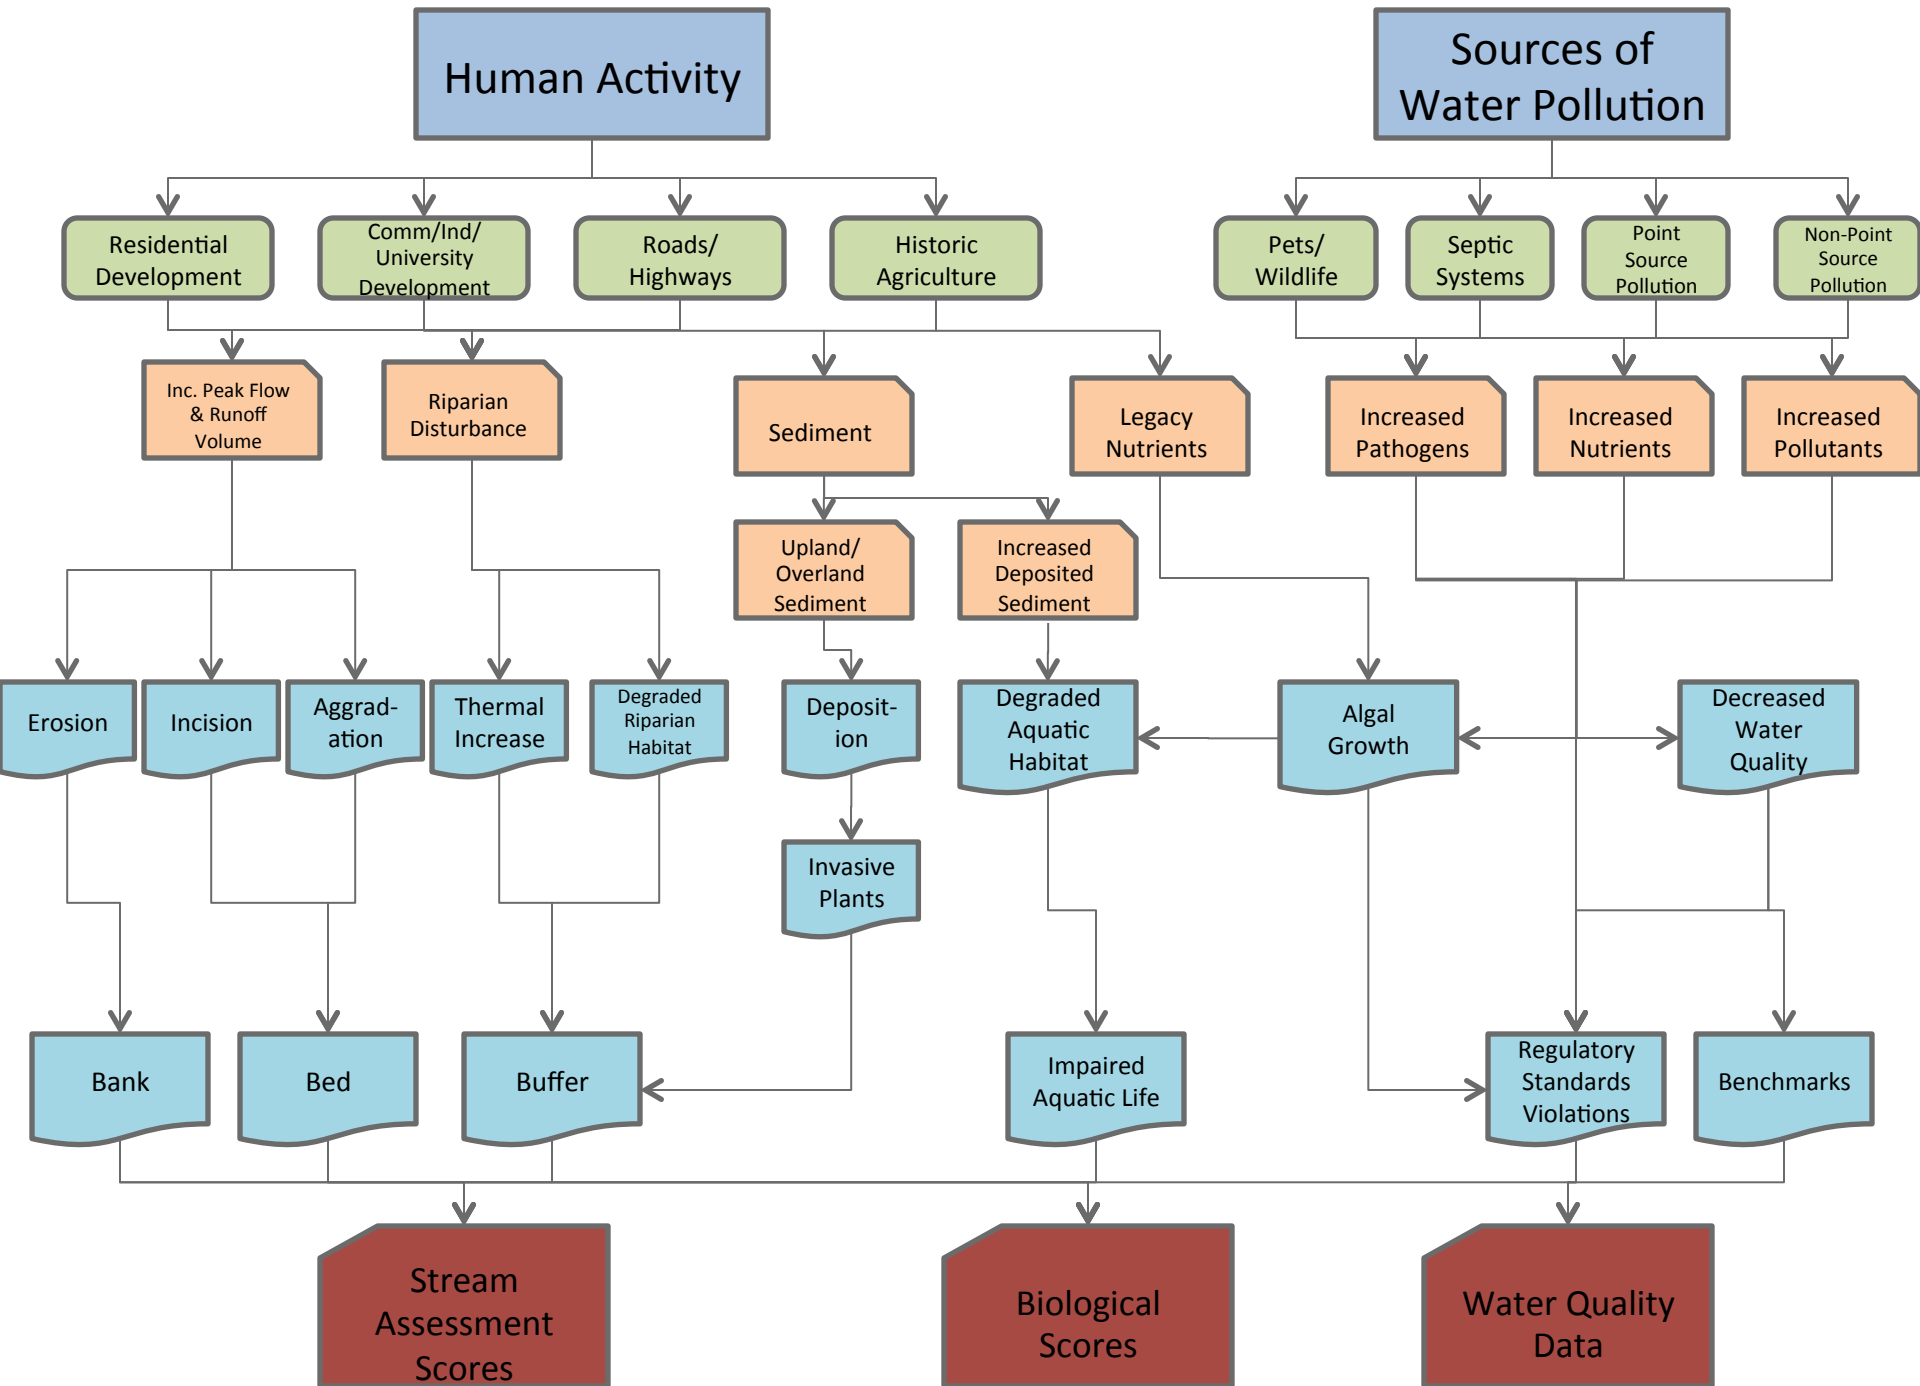 Human Activity
Sources of
Water Pollution
Residential
Development
Comm/Ind/
University
Development
Roads/
Highways
Historic
Agriculture
Pets/
Wildlife
Septic
Systems
Point
Source
Pollution
Non-Point
Source
Pollution
Inc. Peak Flow
& Runoff
Volume
Riparian
Disturbance
Sediment
Legacy
Nutrients
Increased
Pathogens
Increased
Nutrients
Increased
Pollutants
Upland/
Overland
Sediment
Increased
Deposited
Sediment
Erosion
Incision
Aggrad-
ation
Thermal
Increase
Degraded
Riparian
Habitat
Deposit-
ion
Degraded
Aquatic
Habitat
Algal
Growth
Decreased
Water
Quality
Invasive
Plants
Bank
Bed
Buffer
Impaired
Aquatic Life
Regulatory
Standards
Violations
Benchmarks
Stream
Assessment
Scores
Biological
Scores
Water Quality
Data